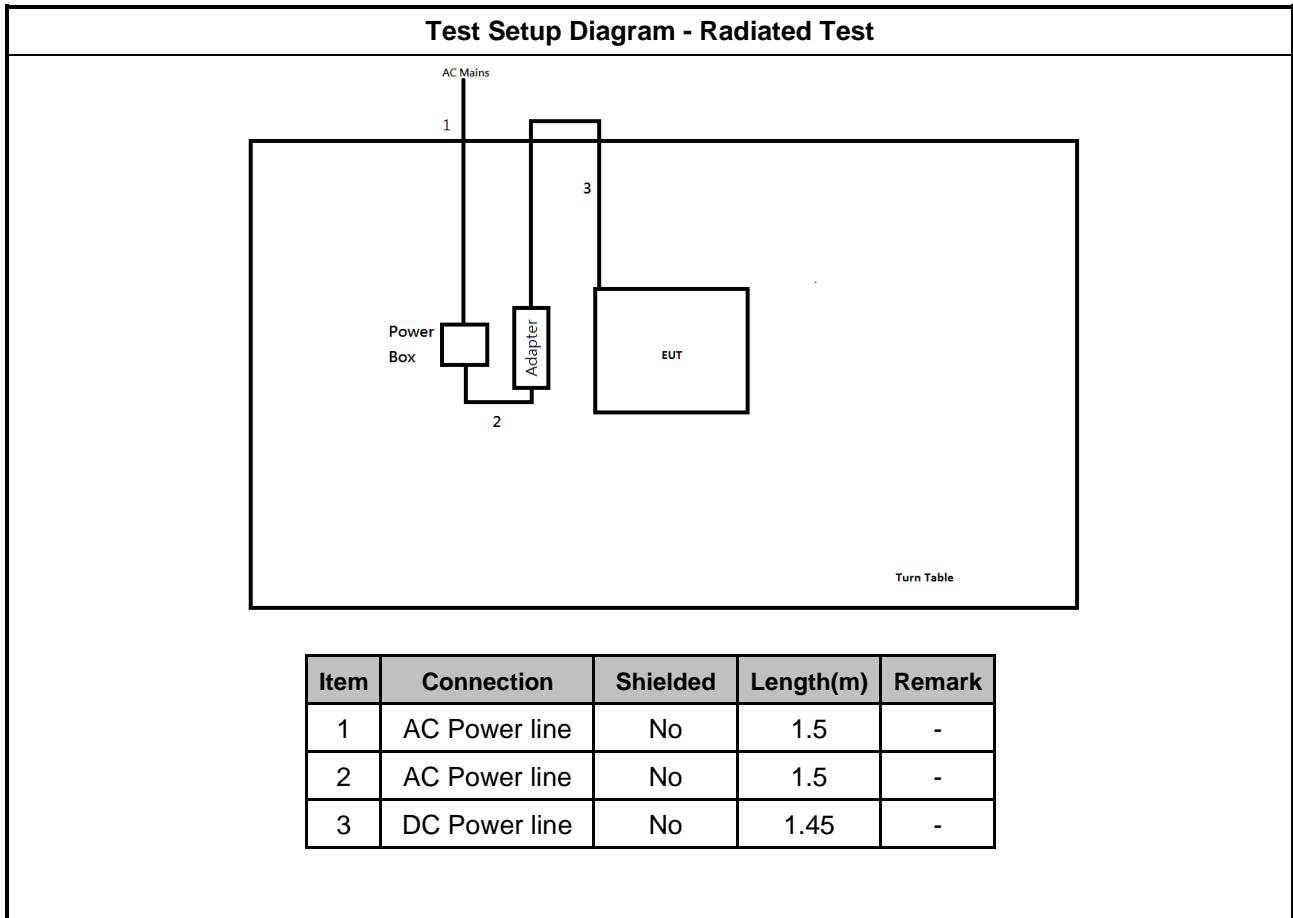 Test Setup Diagram - Radiated Test
AC Mains
1
3
Power
Box
Adapter
EUT
2
Turn Table
Item Connection Shielded Length(m) Remark
1 AC Power line No 1.5 -
2 AC Power line No 1.5 -
3 DC Power line No 1.45 -